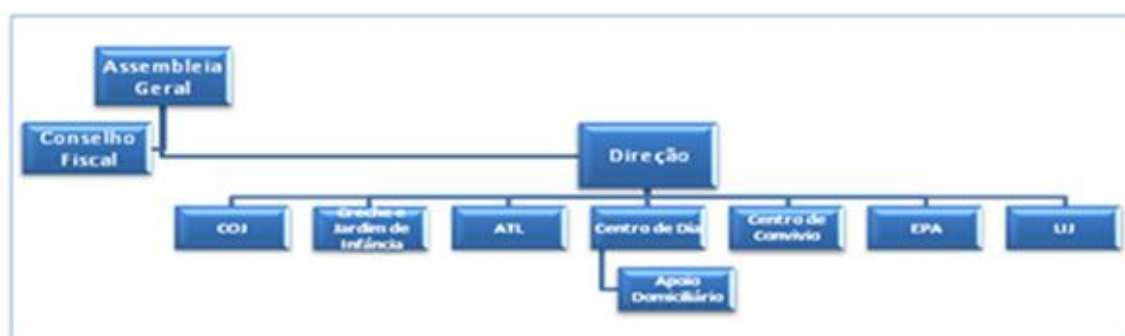 Assembleia
Geral
Conselho
Fiscal
Direção
COJ
Creche e
Jardim de
Infância
ATL
Centro de Dia
Centro de
Convívio
EPA
LIJ
Apoio
Domiciliário